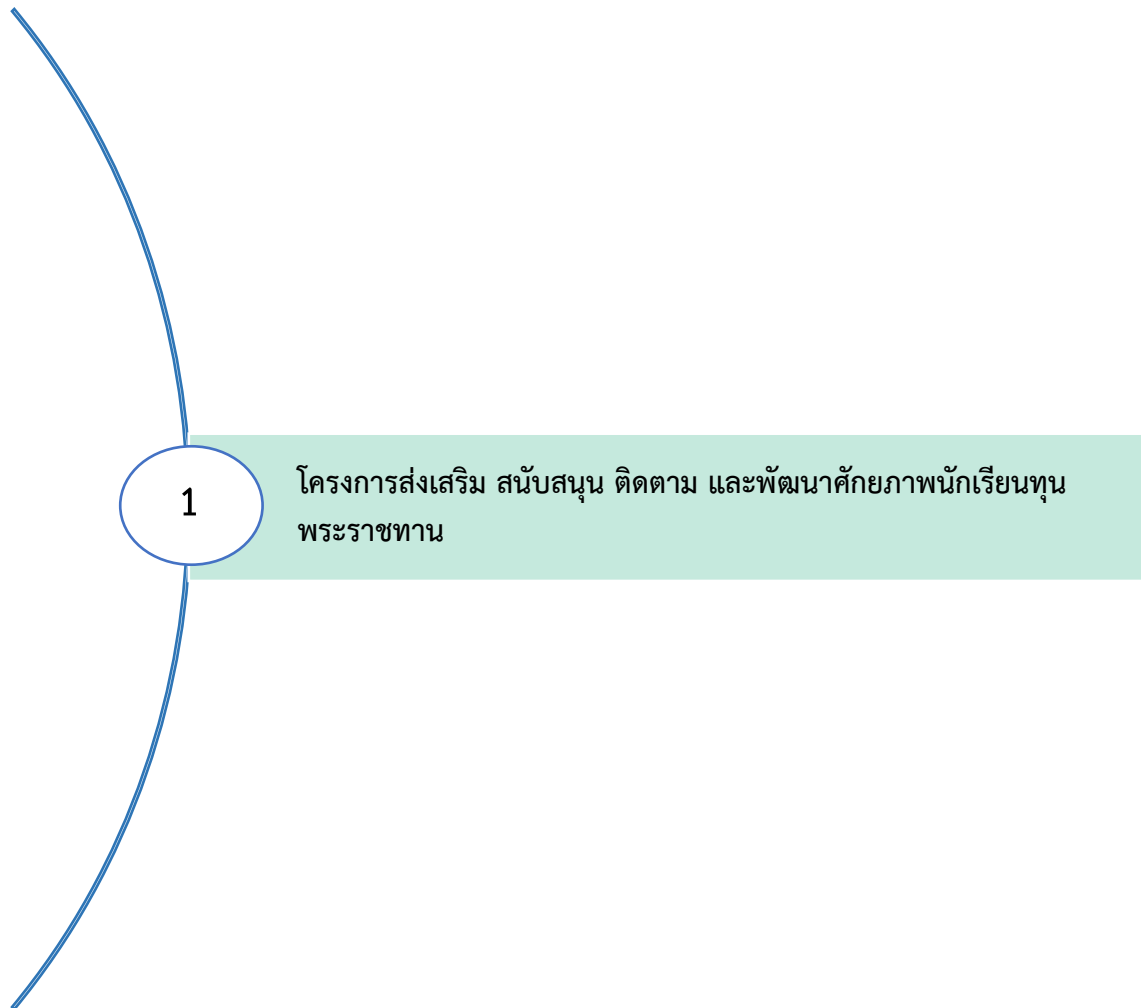 1
โครงการส่งเสริม สนับสนุน ติดตาม และพัฒนาศักยภาพนักเรียนทุน
พระราชทาน